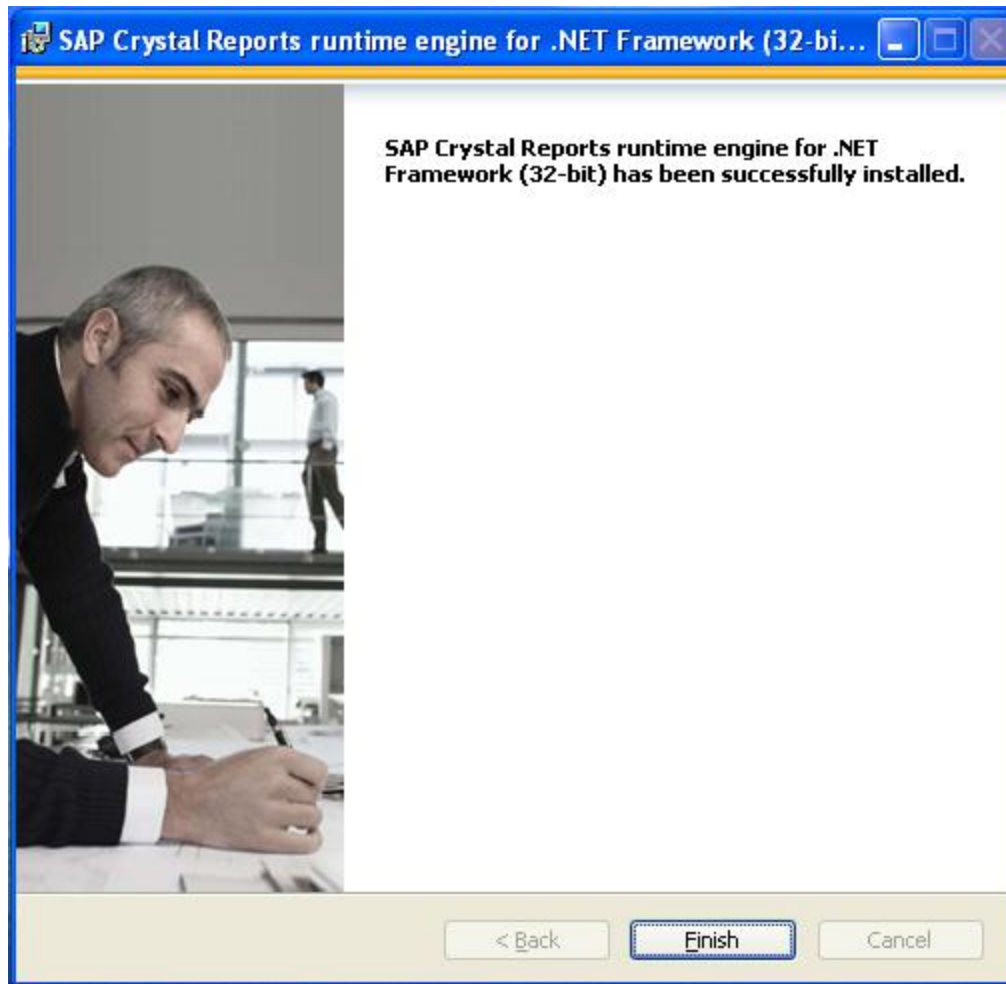 SAP Crystal Reports runtime engine for .NET Framework (32-bi...
SAP Crystal Reports runtime engine for .NET
Framework (32-bit) has been successfully installed.
< Back
Finish
Cancel